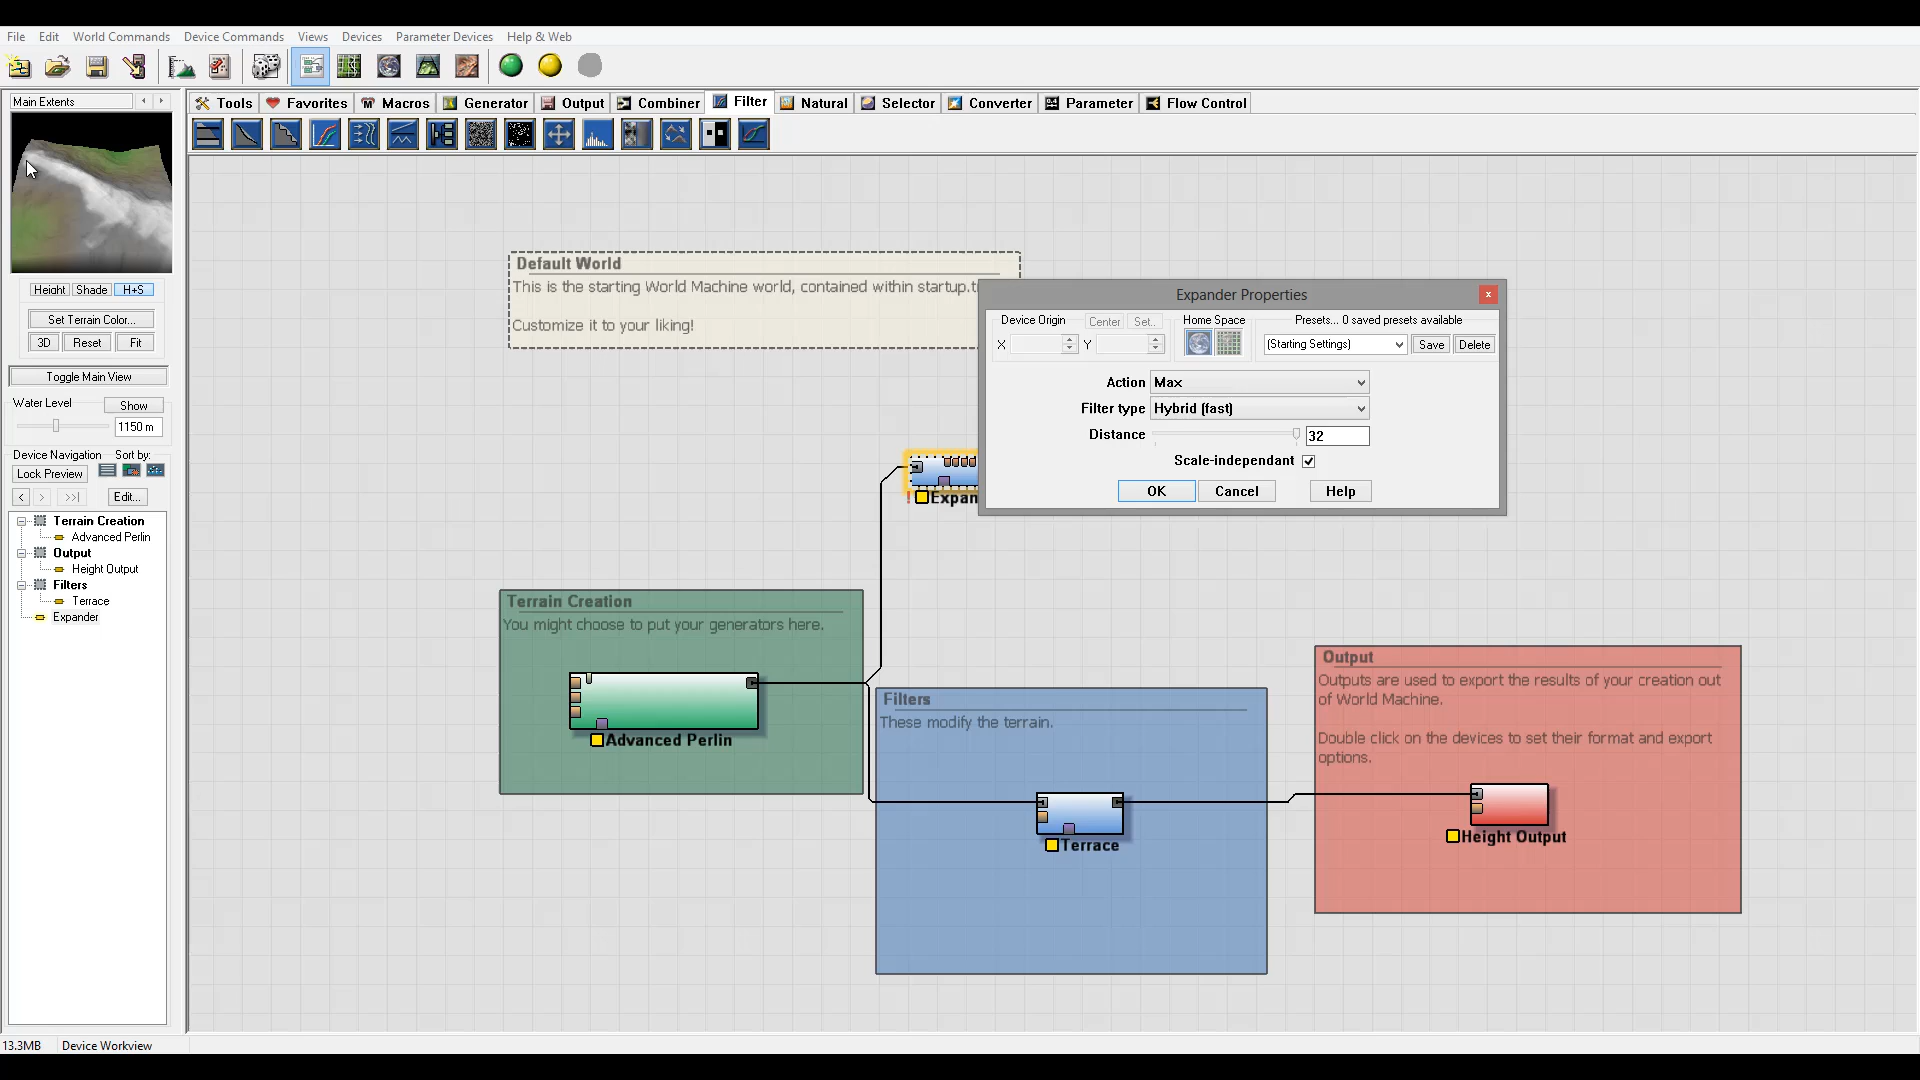 File Edit World Commands Device Commands Views Devices Parameter Devices Help & Web
Main Extents
Tools Favorites Macros Generator Output Combiner Filter Natural Selector Converter Parameter Flow Control
Height Shade H+S
Set Terrain Color...
3D Reset Fit
Toggle Main View
Water Level Show
1150 m
Device Navigation Sort by:
Lock Preview
< > >>| Edit...
Terrain Creation
Advanced Perlin
Output
Height Output
Filters
Terrace
Expander
Default World
This is the starting World Machine world, contained within startup.t
Customize it to your liking!
Expander Properties
x
Device Origin Center Set.. Home Space Presets... 0 saved presets available
X Y (Starting Settings) Save Delete
Action Max
Filter type Hybrid (fast)
Distance 32
Scale-independant
OK Cancel Help
! Expan
Terrain Creation
You might choose to put your generators here.
Advanced Perlin
Filters
These modify the terrain.
Terrace
Output
Outputs are used to export the results of your creation out
of World Machine.
Double click on the devices to set their format and export
options.
Height Output
13.3MB Device Workview